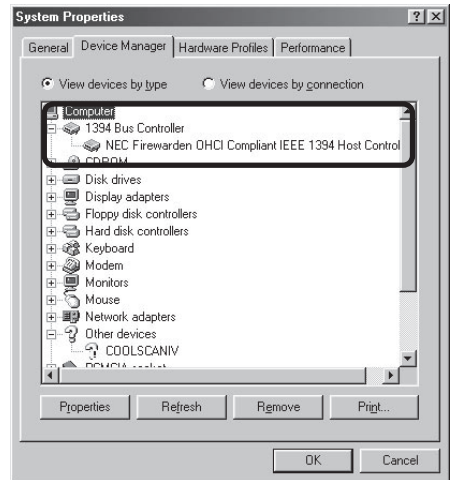 System Properties
General Device Manager Hardware Profiles Performance
View devices by type View devices by connection
Computer
1394 Bus Controller
NEC Firewarden OHCI Compliant IEEE 1394 Host Control
CDROM
Disk drives
Display adapters
Floppy disk controllers
Hard disk controllers
Keyboard
Modem
Monitors
Mouse
Network adapters
Other devices
COOLSCANIV
PCMCIA socket
Properties Refresh Remove Print...
OK Cancel